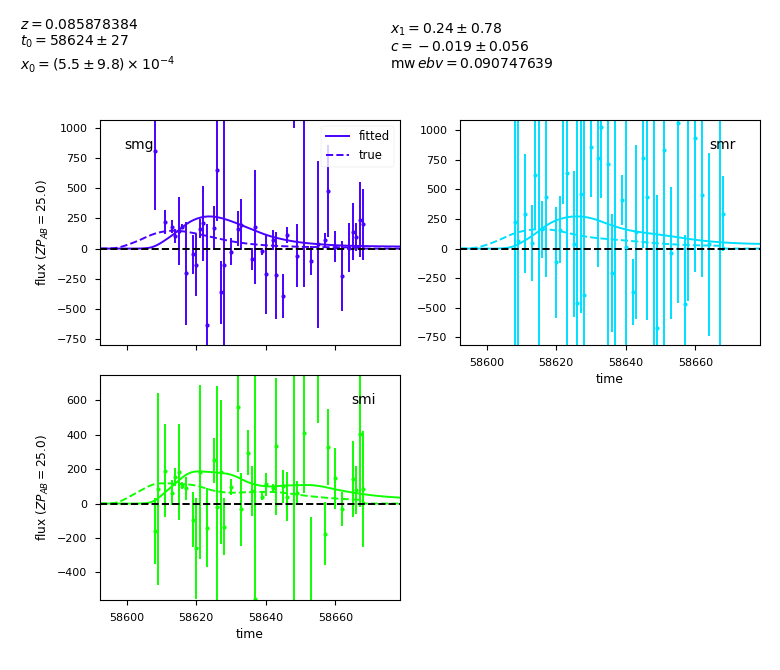 z = 0.085878384
t₀ = 58624 ± 27
x₀ = (5.5 ± 9.8) × 10⁻⁴
x₁ = 0.24 ± 0.78
c = −0.019 ± 0.056
mw ebv = 0.090747639
smg
fitted
true
1000
750
500
250
0
−250
−500
−750
flux (ZP_AB = 25.0)
smr
1000
750
500
250
0
−250
−500
−750
58600 58620 58640 58660
time
smi
600
400
200
0
−200
−400
flux (ZP_AB = 25.0)
58600 58620 58640 58660
time